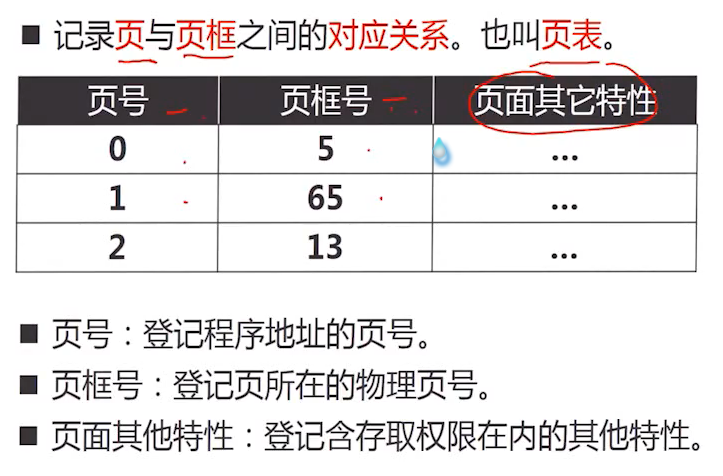 ■ 记录页与页框之间的对应关系。也叫页表。
页号 页框号 页面其它特性
0 5 ...
1 65 ...
2 13 ...
■ 页号：登记程序地址的页号。
■ 页框号：登记页所在的物理页号。
■ 页面其他特性：登记含存取权限在内的其他特性。